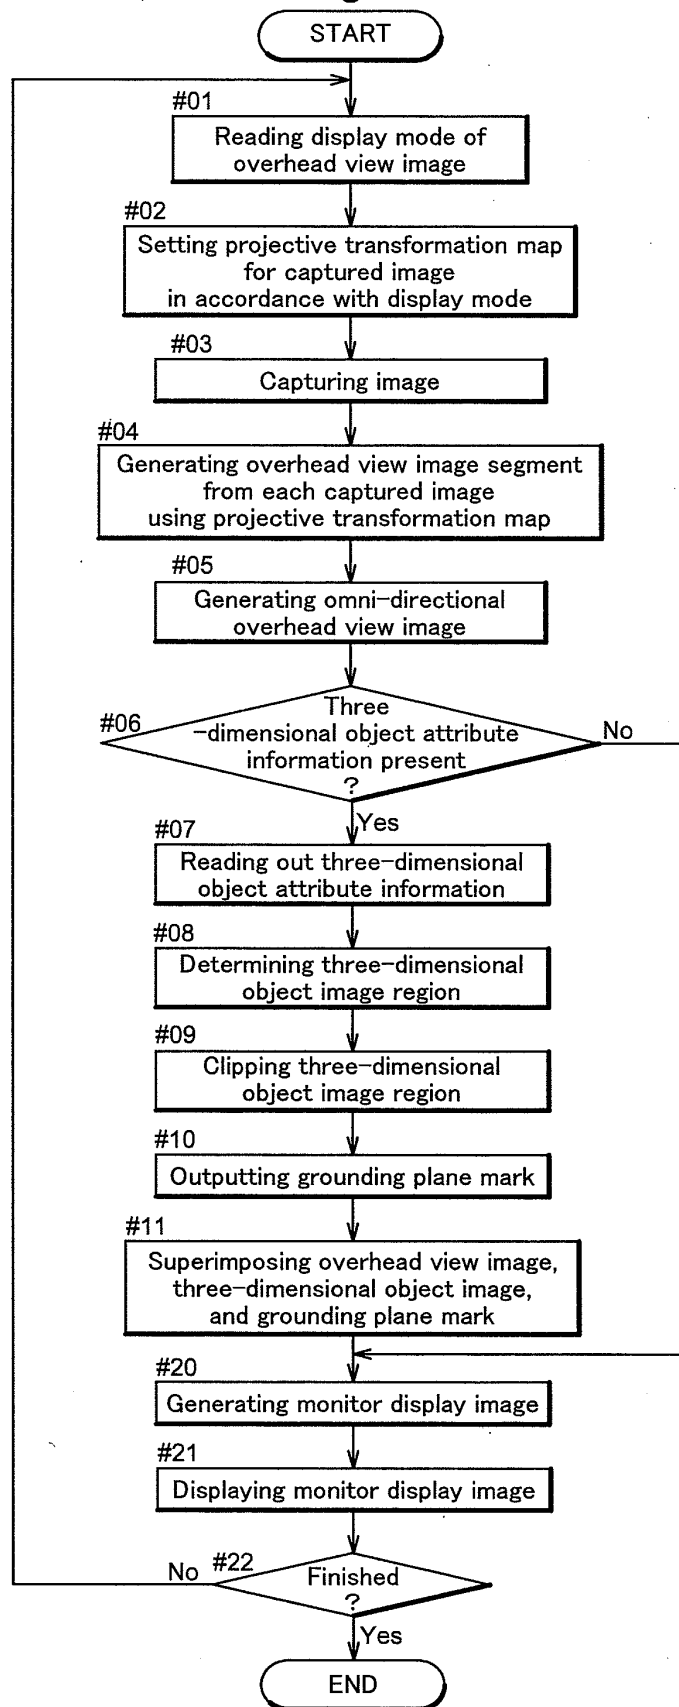 START
#01
Reading display mode of
overhead view image
#02
Setting projective transformation map
for captured image
in accordance with display mode
#03
Capturing image
#04
Generating overhead view image segment
from each captured image
using projective transformation map
#05
Generating omni-directional
overhead view image
#06
Three
-dimensional object attribute
information present
?
No
Yes
#07
Reading out three-dimensional
object attribute information
#08
Determining three-dimensional
object image region
#09
Clipping three-dimensional
object image region
#10
Outputting grounding plane mark
#11
Superimposing overhead view image,
three-dimensional object image,
and grounding plane mark
#20
Generating monitor display image
#21
Displaying monitor display image
#22
No
Finished
?
Yes
END